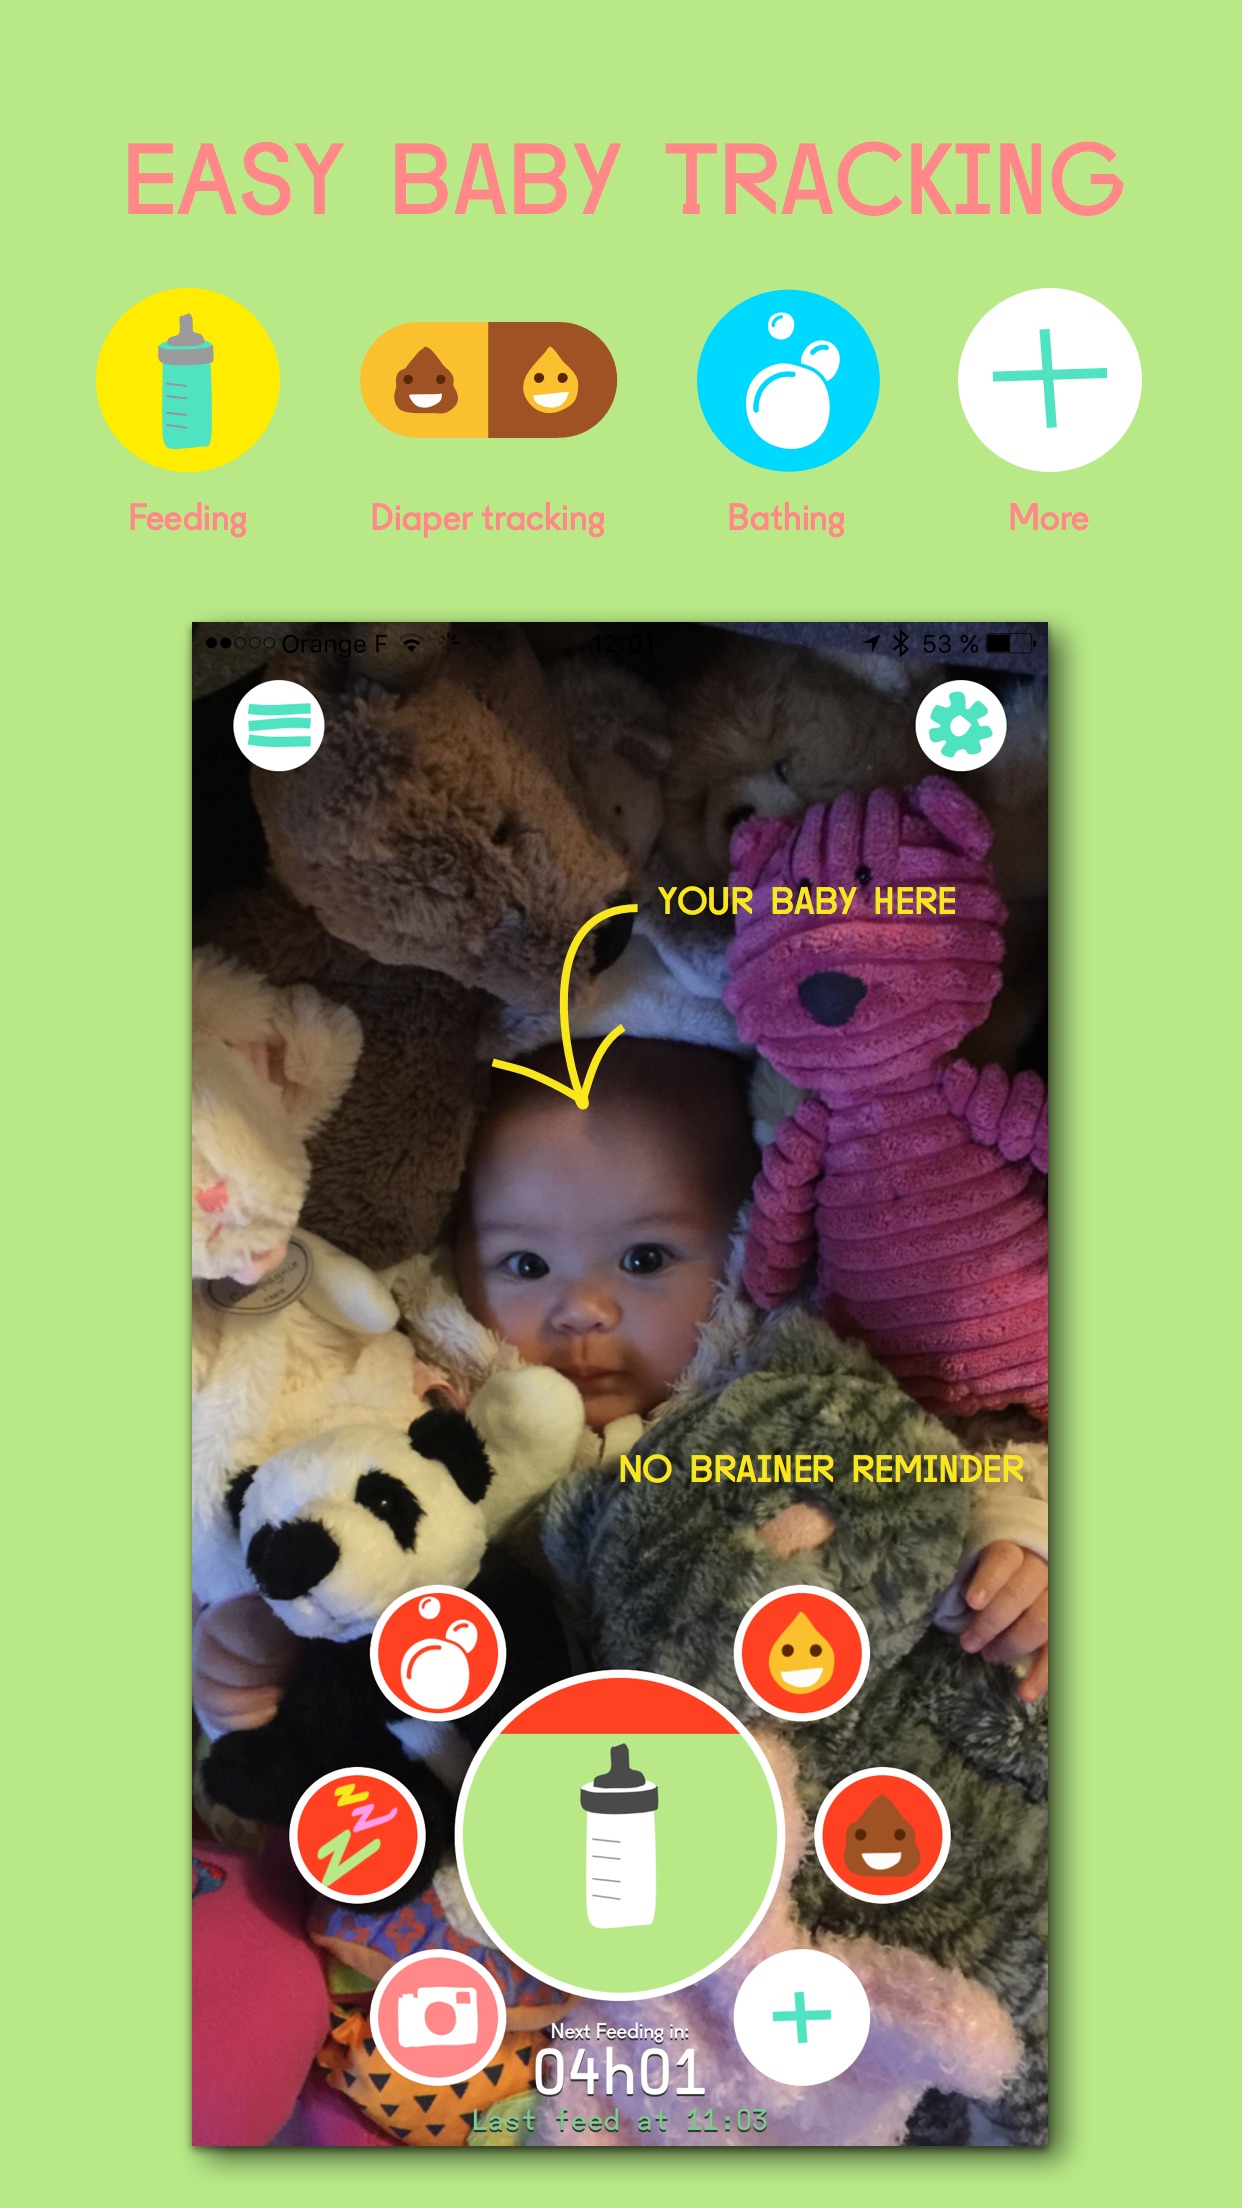 EASY BABY TRACKING
Feeding
Diaper tracking
Bathing
More
Orange F 12:01 53 %
YOUR BABY HERE
Compagnie
NO BRAINER REMINDER
Next Feeding in:
04h01
Last feed at 11:03